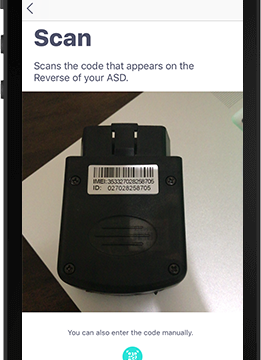 Scan
Scans the code that appears on the
Reverse of your ASD.
IMEI:353327028258705
ID: 027028258705
You can also enter the code manually.